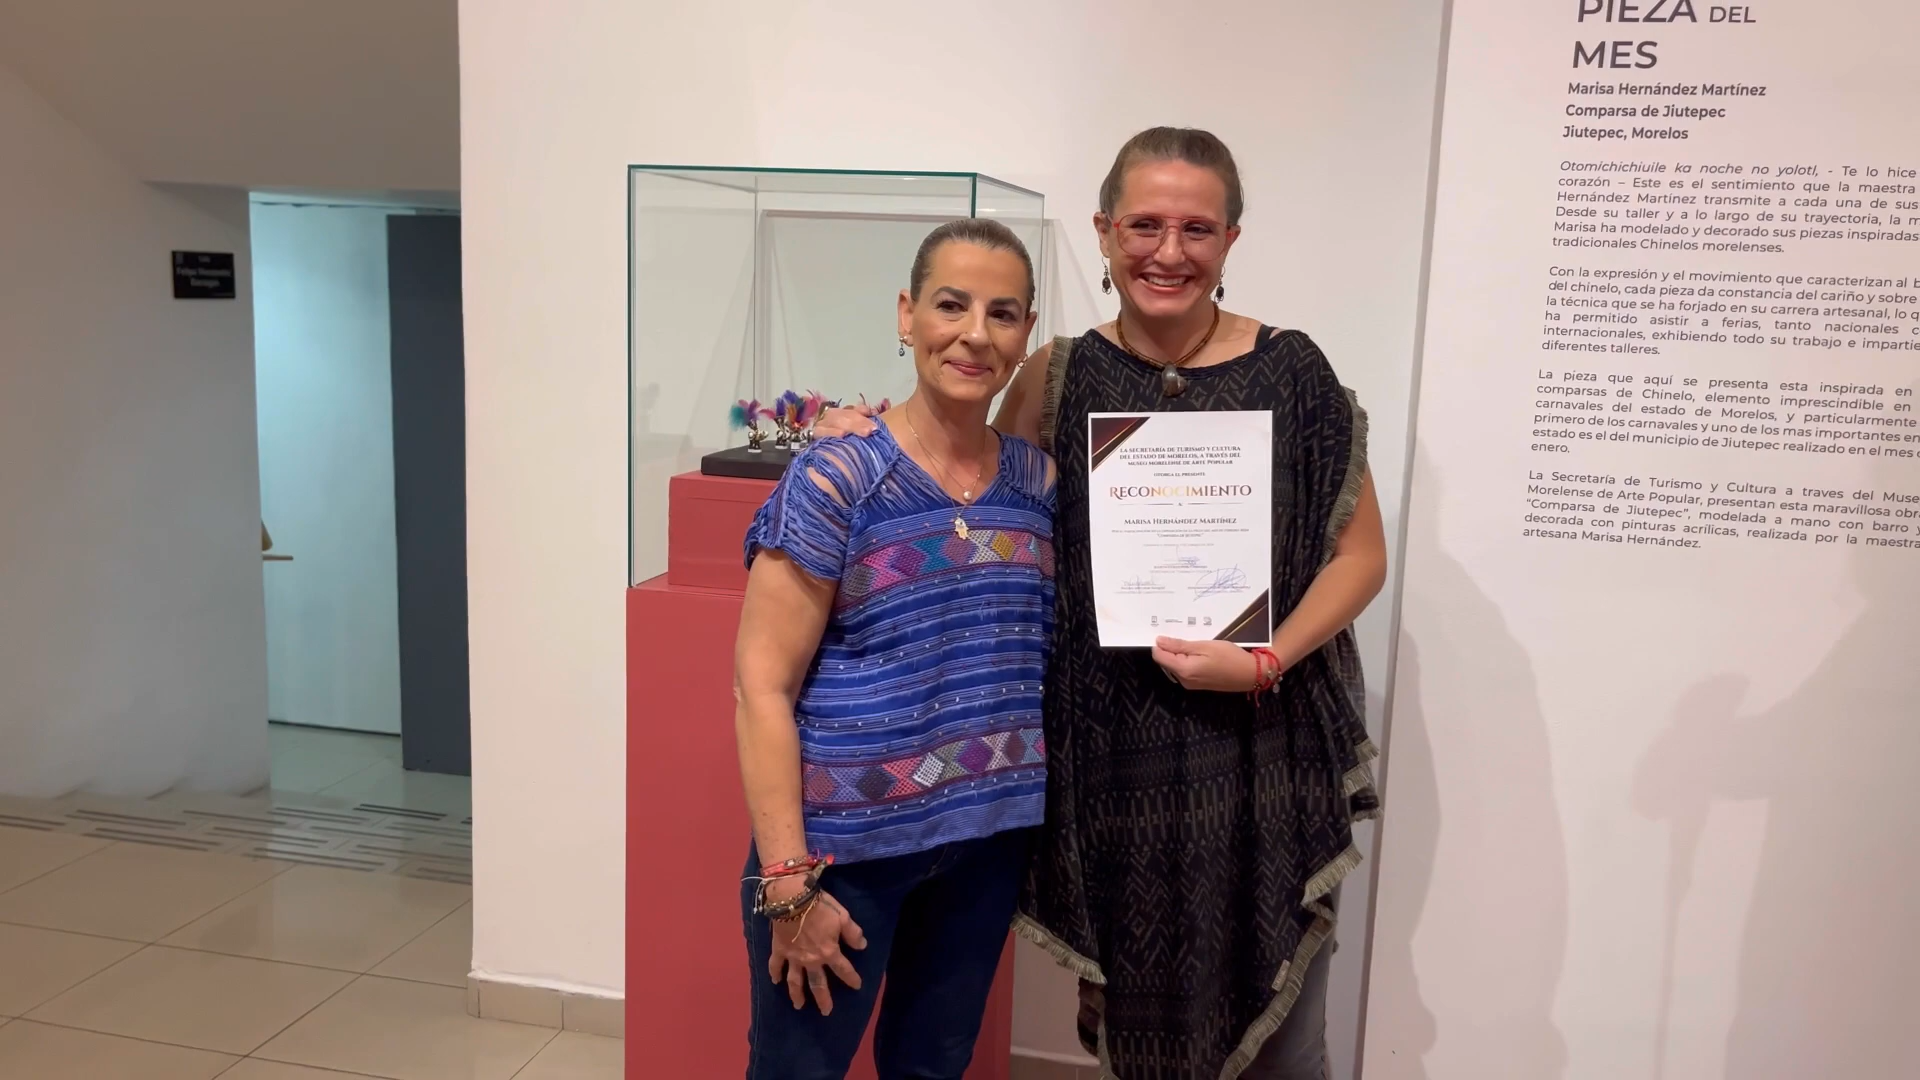 PIEZA DEL
MES
Marisa Hernández Martínez
Comparsa de Jiutepec
Jiutepec, Morelos
Otomichichiuile ka noche no yolotl, - Te lo hice
corazón – Este es el sentimiento que la maestra
Hernández Martínez transmite a cada una de sus
Desde su taller y a lo largo de su trayectoria, la m
Marisa ha modelado y decorado sus piezas inspiradas
tradicionales Chinelos morelenses.
Con la expresión y el movimiento que caracterizan al b
del chinelo, cada pieza da constancia del cariño y sobre
la técnica que se ha forjado en su carrera artesanal, lo q
ha permitido asistir a ferias, tanto nacionales c
internacionales, exhibiendo todo su trabajo e impartie
diferentes talleres.
La pieza que aquí se presenta esta inspirada en
comparsas de Chinelo, elemento imprescindible en
carnavales del estado de Morelos, y particularmente
primero de los carnavales y uno de los mas importantes en
estado es el del municipio de Jiutepec realizado en el mes d
enero.
La Secretaría de Turismo y Cultura a traves del Muse
Morelense de Arte Popular, presentan esta maravillosa obr
"Comparsa de Jiutepec", modelada a mano con barro y
decorada con pinturas acrílicas, realizada por la maestra
artesana Marisa Hernández.
LA SECRETARÍA DE TURISMO Y CULTURA
DEL ESTADO DE MORELOS, A TRAVÉS DEL
MUSEO MORELENSE DE ARTE POPULAR
OTORGA EL PRESENTE
RECONOCIMIENTO
A
MARISA HERNÁNDEZ MARTÍNEZ
"COMPARSA DE JIUTEPEC"